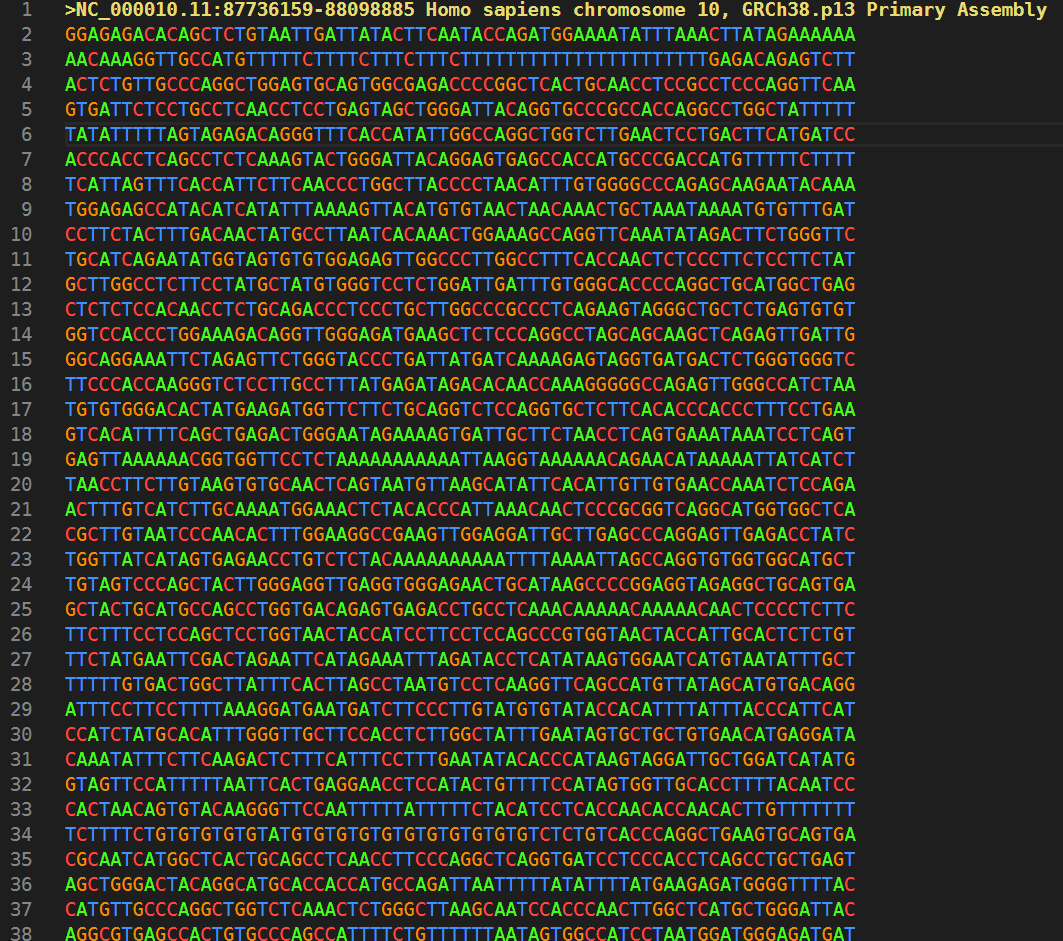 1 >NC_000010.11:87736159-88098885 Homo sapiens chromosome 10, GRCh38.p13 Primary Assembly
2 GGAGAGACACAGCTCTGTAATTGATTATACTTCAATACCAGATGGAAAATATTTAAACTTATAGAAAAAA
3 AACAAAGGTTGCCATGTTTTTCTTTTCTTTCTTTCTTTTTTTTTTTTTTTTTTTTTTGAGACAGAGTCTT
4 ACTCTGTTGCCCAGGCTGGAGTGCAGTGGCGAGACCCCGGCTCACTGCAACCTCCGCCTCCCAGGTTCAA
5 GTGATTCTCCTGCCTCAACCTCCTGAGTAGCTGGGATTACAGGTGCCCGCCACCAGGCCTGGCTATTTTT
6 TATATTTTTAGTAGAGACAGGGTTTCACCATATTGGCCAGGCTGGTCTTGAACTCCTGACTTCATGATCC
7 ACCCACCTCAGCCTCTCAAAGTACTGGGATTACAGGAGTGAGCCACCATGCCCGACCATGTTTTTCTTTT
8 TCATTAGTTTCACCATTCTTCAACCCTGGCTTACCCCTAACATTTGTGGGGCCCAGAGCAAGAATACAAA
9 TGGAGAGCCATACATCATATTTAAAAGTTACATGTGTAACTAACAAACTGCTAAATAAAATGTGTTTGAT
10 CCTTCTACTTTGACAACTATGCCTTAATCACAAACTGGAAAGCCAGGTTCAAATATAGACTTCTGGGTTC
11 TGCATCAGAATATGGTAGTGTGTGGAGAGTTGGCCCTTGGCCTTTCACCAACTCTCCCTTCTCCTTCTAT
12 GCTTGGCCTCTTCCTATGCTATGTGGGTCCTCTGGATTGATTTGTGGGCACCCCAGGCTGCATGGCTGAG
13 CTCTCTCCACAACCTCTGCAGACCCTCCCTGCTTGGCCCGCCCTCAGAAGTAGGGCTGCTCTGAGTGTGT
14 GGTCCACCCTGGAAAGACAGGTTGGGAGATGAAGCTCTCCCAGGCCTAGCAGCAAGCTCAGAGTTGATTG
15 GGCAGGAAATTCTAGAGTTCTGGGTACCCTGATTATGATCAAAAGAGTAGGTGATGACTCTGGGTGGGTC
16 TTCCCACCAAGGGTCTCCTTGCCTTTATGAGATAGACACAACCAAAGGGGGCCAGAGTTGGGCCATCTAA
17 TGTGTGGGACACTATGAAGATGGTTCTTCTGCAGGTCTCCAGGTGCTCTTCACACCCACCCTTTCCTGAA
18 GTCACATTTTCAGCTGAGACTGGGAATAGAAAAGTGATTGCTTCTAACCTCAGTGAAATAAATCCTCAGT
19 GAGTTAAAAAACGGTGGTTCCTCTAAAAAAAAAAATTAAGGTAAAAAACAGAACATAAAAATTATCATCT
20 TAACCTTCTTGTAAGTGTGCAACTCAGTAATGTTAAGCATATTCACATTGTTGTGAACCAAATCTCCAGA
21 ACTTTGTCATCTTGCAAAATGGAAACTCTACACCCATTAAACAACTCCCGCGGTCAGGCATGGTGGCTCA
22 CGCTTGTAATCCCAACACTTTGGAAGGCCGAAGTTGGAGGATTGCTTGAGCCCAGGAGTTGAGACCTATC
23 TGGTTATCATAGTGAGAACCTGTCTCTACAAAAAAAAAATTTTAAAATTAGCCAGGTGTGGTGGCATGCT
24 TGTAGTCCCAGCTACTTGGGAGGTTGAGGTGGGAGAACTGCATAAGCCCCGGAGGTAGAGGCTGCAGTGA
25 GCTACTGCATGCCAGCCTGGTGACAGAGTGAGACCTGCCTCAAACAAAAACAAAAACAACTCCCCTCTTC
26 TTCTTTCCTCCAGCTCCTGGTAACTACCATCCTTCCTCCAGCCCGTGGTAACTACCATTGCACTCTCTGT
27 TTCTATGAATTCGACTAGAATTCATAGAAATTTAGATACCTCATATAAGTGGAATCATGTAATATTTGCT
28 TTTTTGTGACTGGCTTATTTCACTTAGCCTAATGTCCTCAAGGTTCAGCCATGTTATAGCATGTGACAGG
29 ATTTCCTTCCTTTTAAAGGATGAATGATCTTCCCTTGTATGTGTATACCACATTTTATTTACCCATTCAT
30 CCATCTATGCACATTTGGGTTGCTTCCACCTCTTGGCTATTTGAATAGTGCTGCTGTGAACATGAGGATA
31 CAAATATTTCTTCAAGACTCTTTCATTTCCTTTGAATATACACCCATAAGTAGGATTGCTGGATCATATG
32 GTAGTTCCATTTTTAATTCACTGAGGAACCTCCATACTGTTTTCCATAGTGGTTGCACCTTTTACAATCC
33 CACTAACAGTGTACAAGGGTTCCAATTTTTATTTTTCTACATCCTCACCAACACCAACACTTGTTTTTTT
34 TCTTTTCTGTGTGTGTGTATGTGTGTGTGTGTGTGTGTGTGTCTCTGTCACCCAGGCTGAAGTGCAGTGA
35 CGCAATCATGGCTCACTGCAGCCTCAACCTTCCCAGGCTCAGGTGATCCTCCCACCTCAGCCTGCTGAGT
36 AGCTGGGACTACAGGCATGCACCACCATGCCAGATTAATTTTTATATTTTATGAAGAGATGGGGTTTTAC
37 CATGTTGCCCAGGCTGGTCTCAAACTCTGGGCTTAAGCAATCCACCCAACTTGGCTCATGCTGGGATTAC
38 AGGCGTGAGCCACTGTGCCCAGCCATTTTCTGTTTTTTAATAGTGGCCATCCTAATGGATGGGAGATGAT